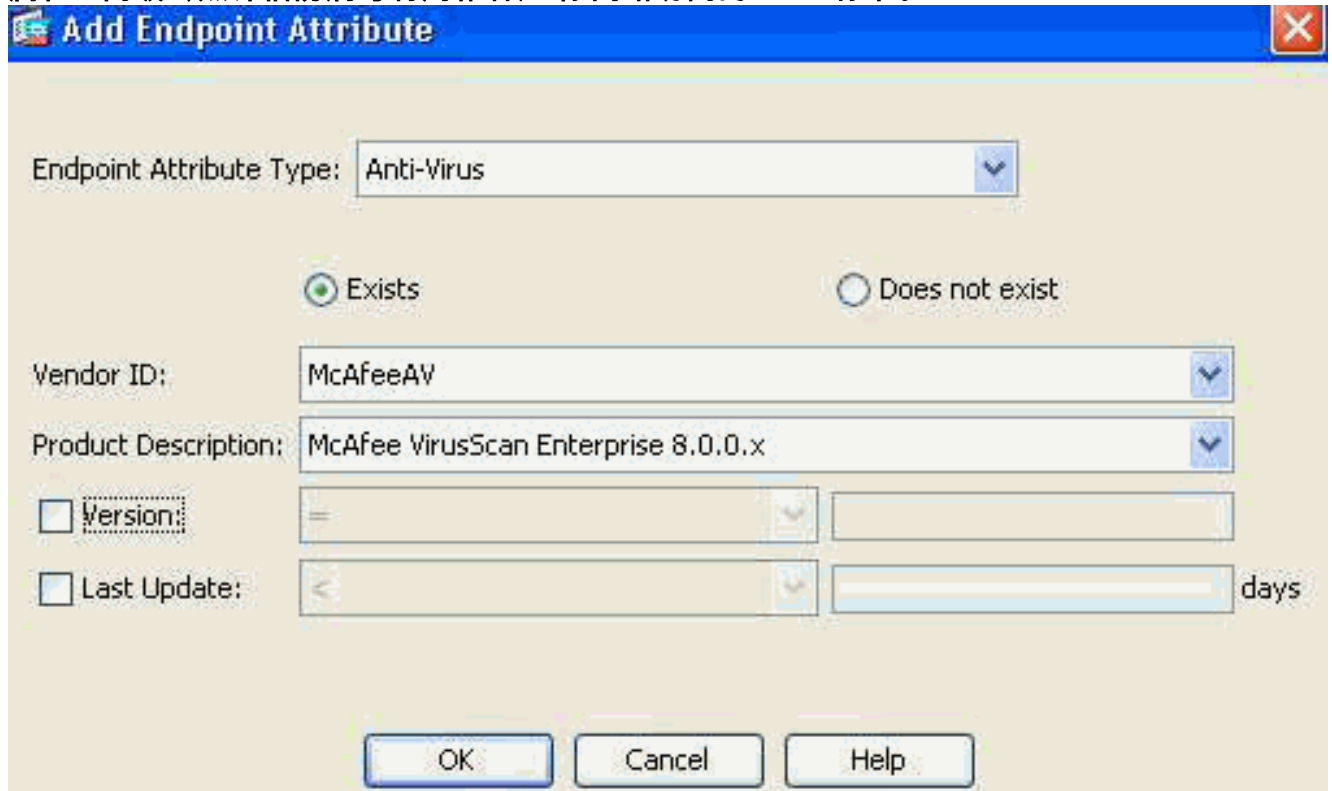 Add Endpoint Attribute
Endpoint Attribute Type: Anti-Virus
Exists Does not exist
Vendor ID: McAfeeAV
Product Description: McAfee VirusScan Enterprise 8.0.0.x
Version: =
Last Update: < days
OK Cancel Help